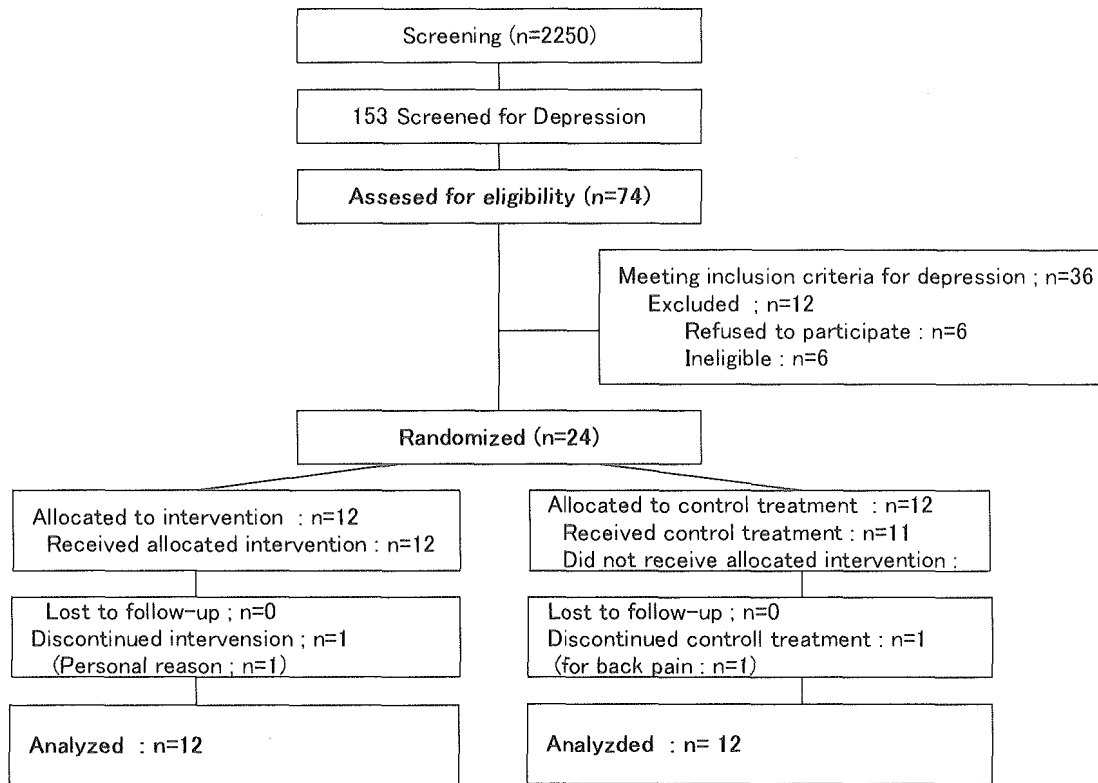 Screening (n=2250)
153 Screened for Depression
Assesed for eligibility (n=74)
Meeting inclusion criteria for depression ; n=36
Excluded ; n=12
Refused to participate : n=6
Ineligible : n=6
Randomized (n=24)
Allocated to intervention : n=12
Received allocated intervention : n=12
Allocated to control treatment : n=12
Received control treatment : n=11
Did not receive allocated intervention :
Lost to follow-up ; n=0
Discontinued intervension ; n=1
(Personal reason ; n=1)
Lost to follow-up ; n=0
Discontinued controll treatment : n=1
(for back pain : n=1)
Analyzed : n=12
Analyzded : n= 12